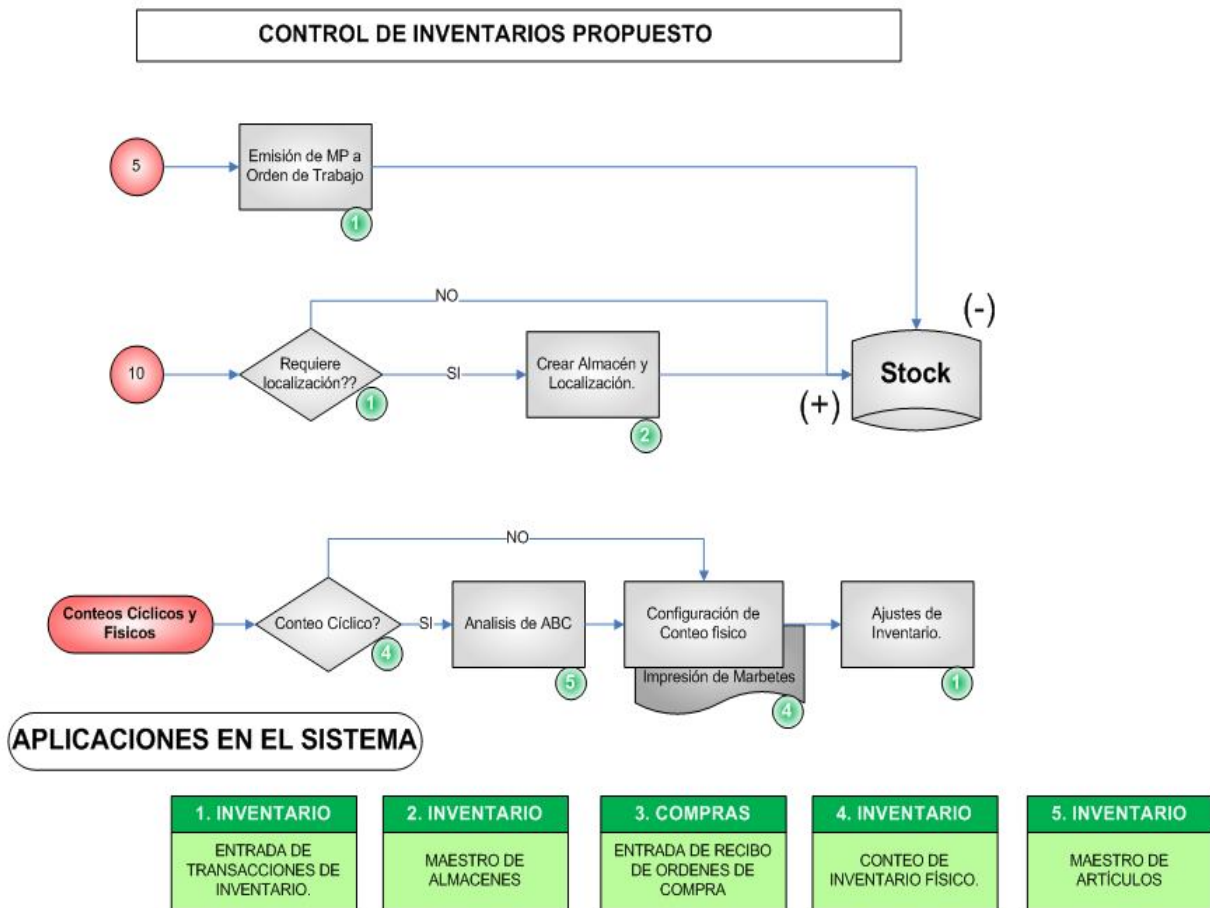 CONTROL DE INVENTARIOS PROPUESTO
5
Emisión de MP a
Orden de Trabajo
1
(-)
NO
10
Requiere
localización??
1
SI
Crear Almacén y
Localización.
2
(+)
Stock
NO
Conteos Cíclicos y
Fisicos
Conteo Cíclico?
4
SI
Analisis de ABC
5
Configuración de
Conteo fisico
Impresión de Marbetes
4
Ajustes de
Inventario.
1
APLICACIONES EN EL SISTEMA
1. INVENTARIO
ENTRADA DE
TRANSACCIONES DE
INVENTARIO.
2. INVENTARIO
MAESTRO DE
ALMACENES
3. COMPRAS
ENTRADA DE RECIBO
DE ORDENES DE
COMPRA
4. INVENTARIO
CONTEO DE
INVENTARIO FÍSICO.
5. INVENTARIO
MAESTRO DE
ARTÍCULOS